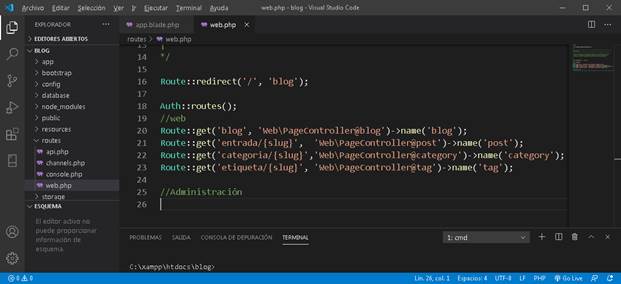 Archivo Editar Selección Ver Ir Ejecutar Terminal Ayuda
web.php - blog - Visual Studio Code
EXPLORADOR
EDITORES ABIERTOS
BLOG
app
bootstrap
config
database
node_modules
public
resources
routes
api.php
channels.php
console.php
web.php
storage
ESQUEMA
El editor activo no
puede proporcionar
información de
esquema.
app.blade.php
web.php
routes > web.php
13 |
14 */
15
16 Route::redirect('/', 'blog');
17
18 Auth::routes();
19 //web
20 Route::get('blog', 'Web\PageController@blog')->name('blog');
21 Route::get('entrada/{slug}', 'Web\PageController@post')->name('post');
22 Route::get('categoria/{slug}','Web\PageController@category')->name('category');
23 Route::get('etiqueta/{slug}', 'Web\PageController@tag')->name('tag');
24
25 //Administración
26
PROBLEMAS SALIDA CONSOLA DE DEPURACIÓN TERMINAL
1: cmd
C:\Xampp\htdocs\blog>
0 0
Lín. 26, col. 1 Espacios: 4 UTF-8 LF PHP Go Live